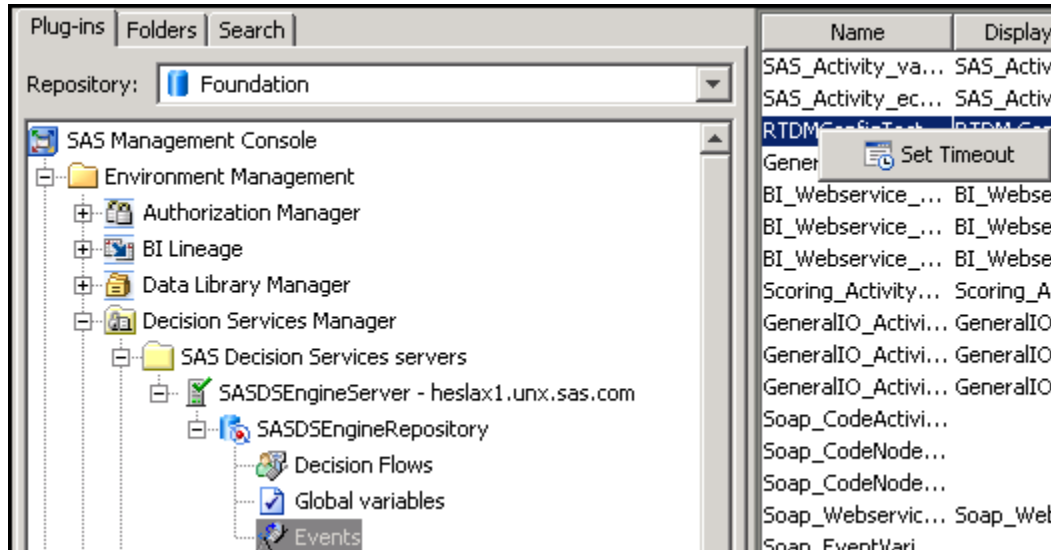 Plug-ins Folders Search
Repository: Foundation
SAS Management Console
Environment Management
Authorization Manager
BI Lineage
Data Library Manager
Decision Services Manager
SAS Decision Services servers
SASDSEngineServer - heslax1.unx.sas.com
SASDSEngineRepository
Decision Flows
Global variables
Events
Name Display
SAS_Activity_va... SAS_Activ
SAS_Activity_ec... SAS_Activ
Set Timeout
Gener
BI_Webservice_... BI_Webse
BI_Webservice_... BI_Webse
BI_Webservice_... BI_Webse
Scoring_Activity... Scoring_A
GeneralIO_Activi... GeneralIO
GeneralIO_Activi... GeneralIO
GeneralIO_Activi... GeneralIO
Soap_CodeActivi...
Soap_CodeNode...
Soap_CodeNode...
Soap_Webservic... Soap_Web
Soap_EventVari